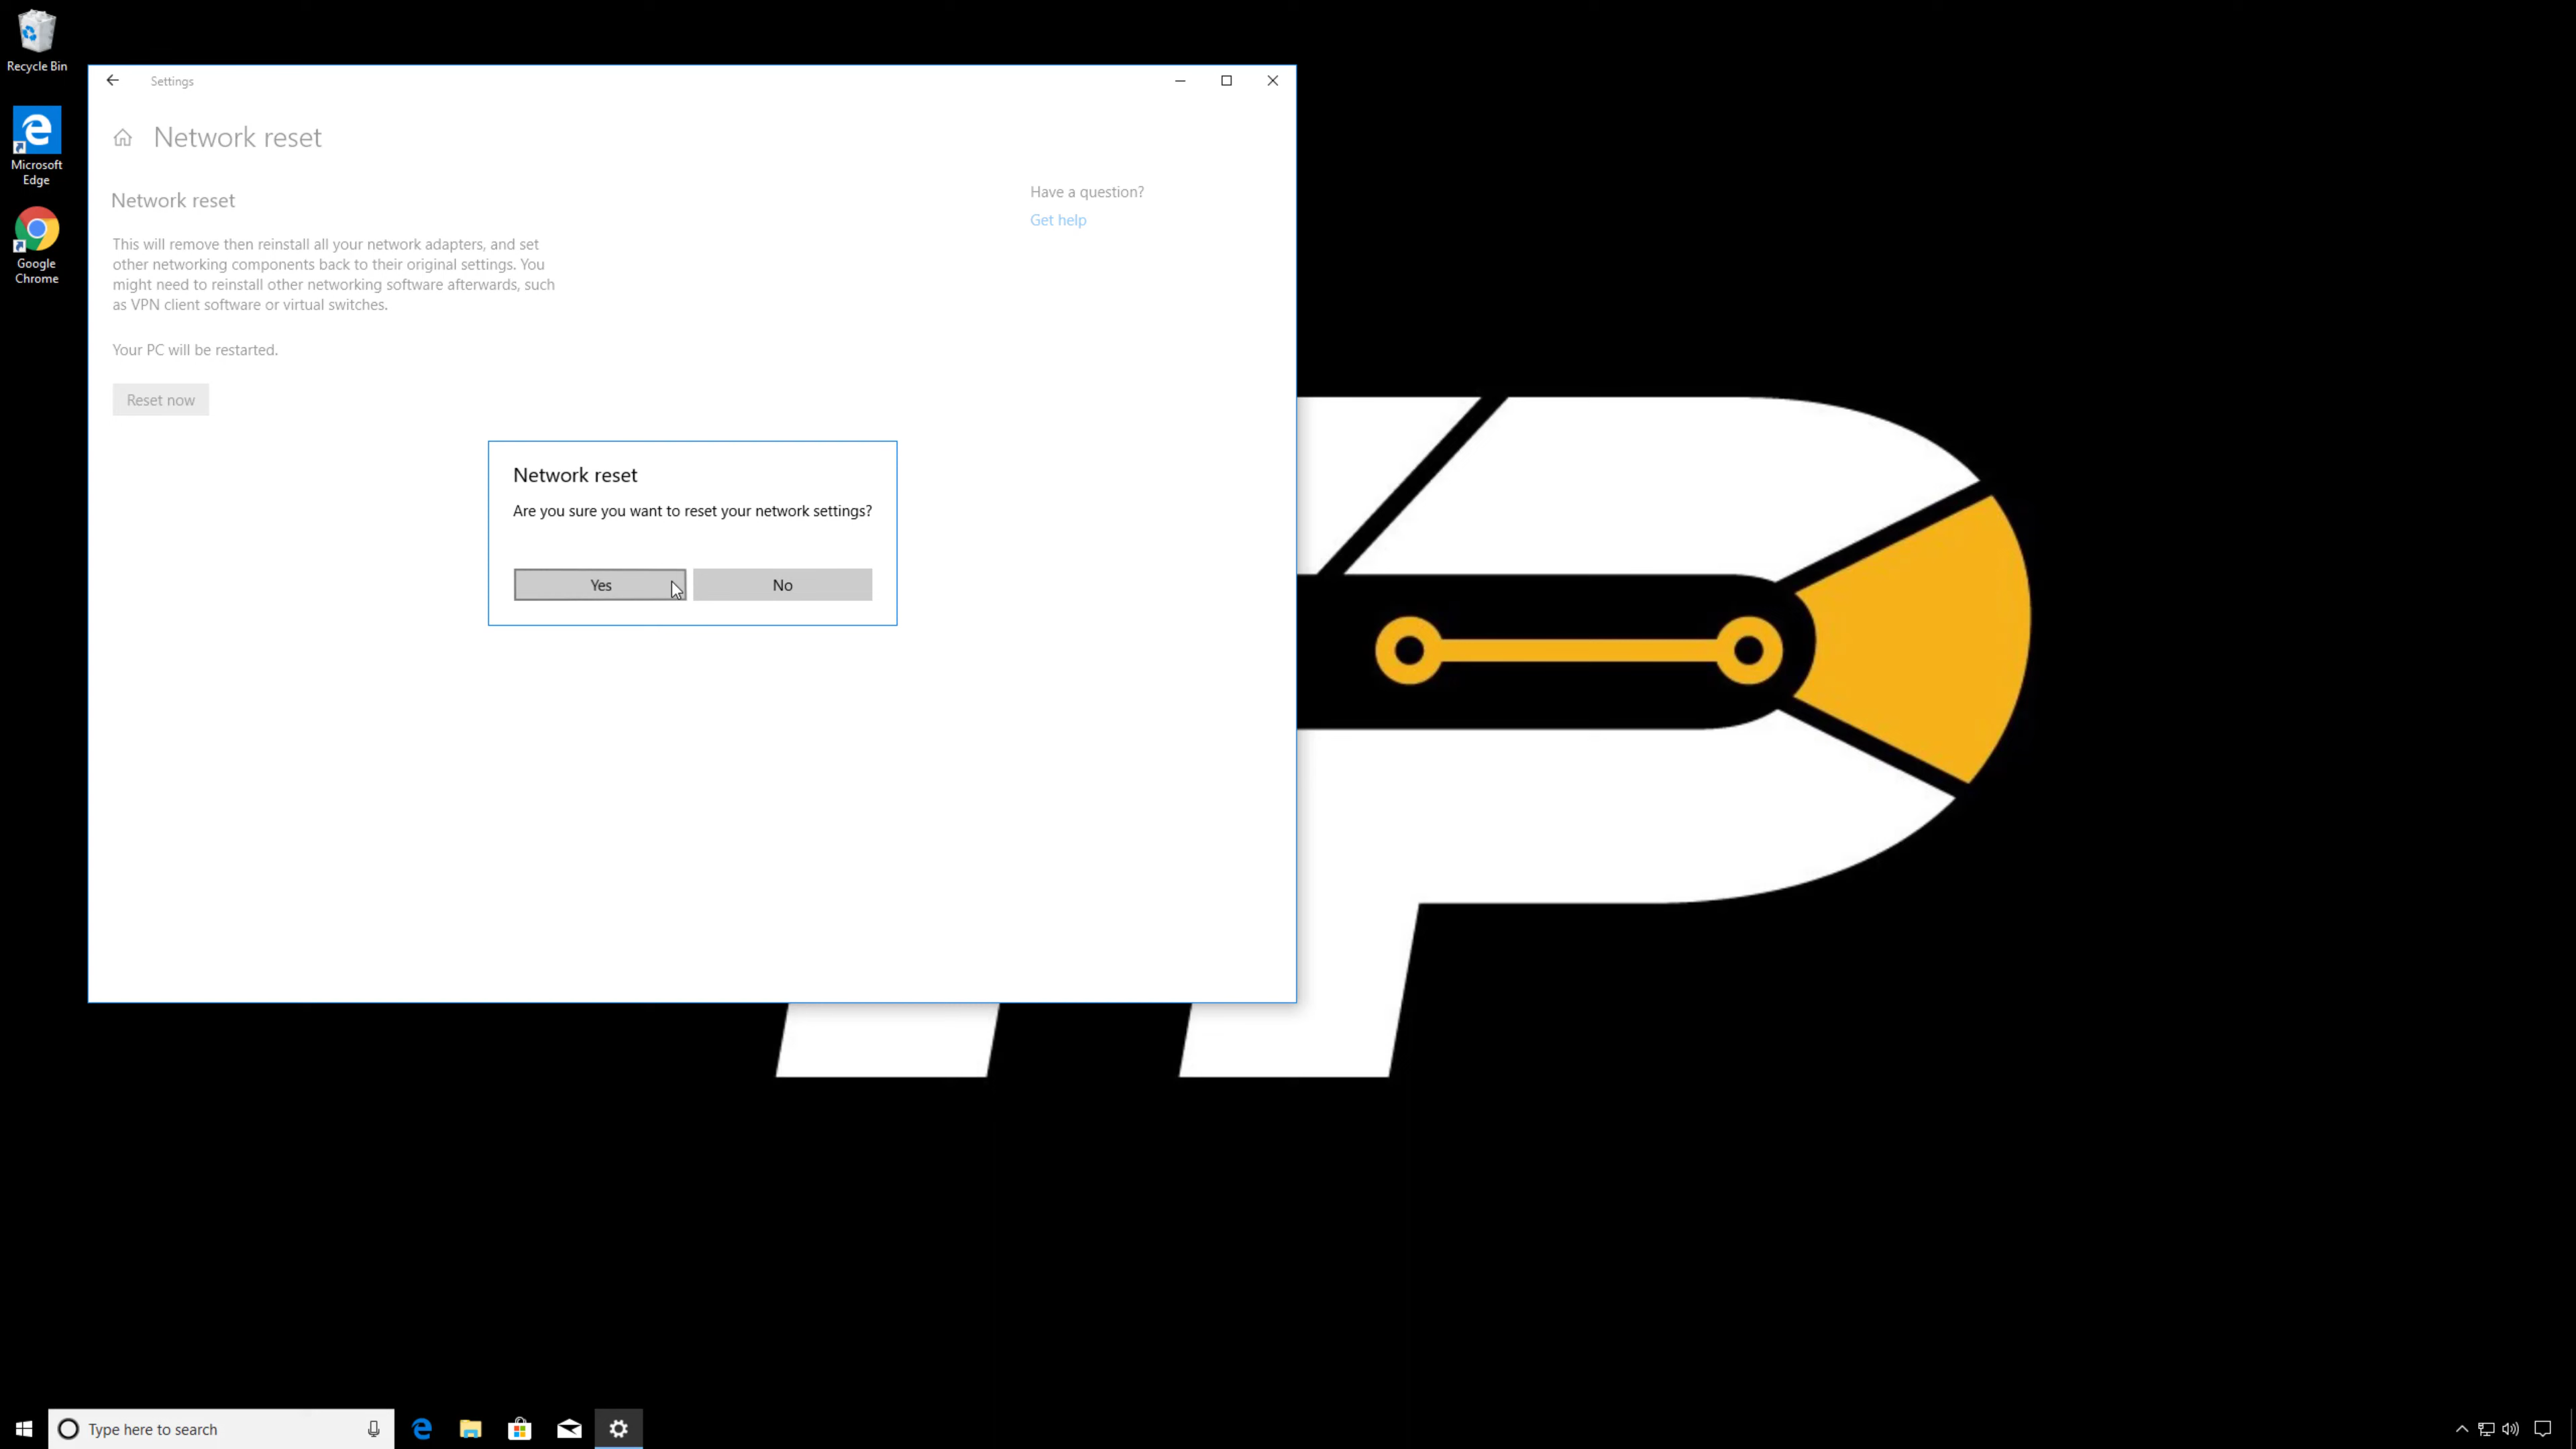 Recycle Bin
Microsoft
Edge
Google
Chrome
Settings
Network reset
Network reset
This will remove then reinstall all your network adapters, and set
other networking components back to their original settings. You
might need to reinstall other networking software afterwards, such
as VPN client software or virtual switches.
Your PC will be restarted.
Reset now
Have a question?
Get help
Network reset
Are you sure you want to reset your network settings?
Yes
No
Type here to search